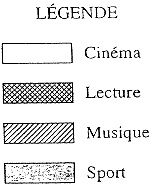 LÉGENDE
Cinéma
Lecture
Musique
Sport